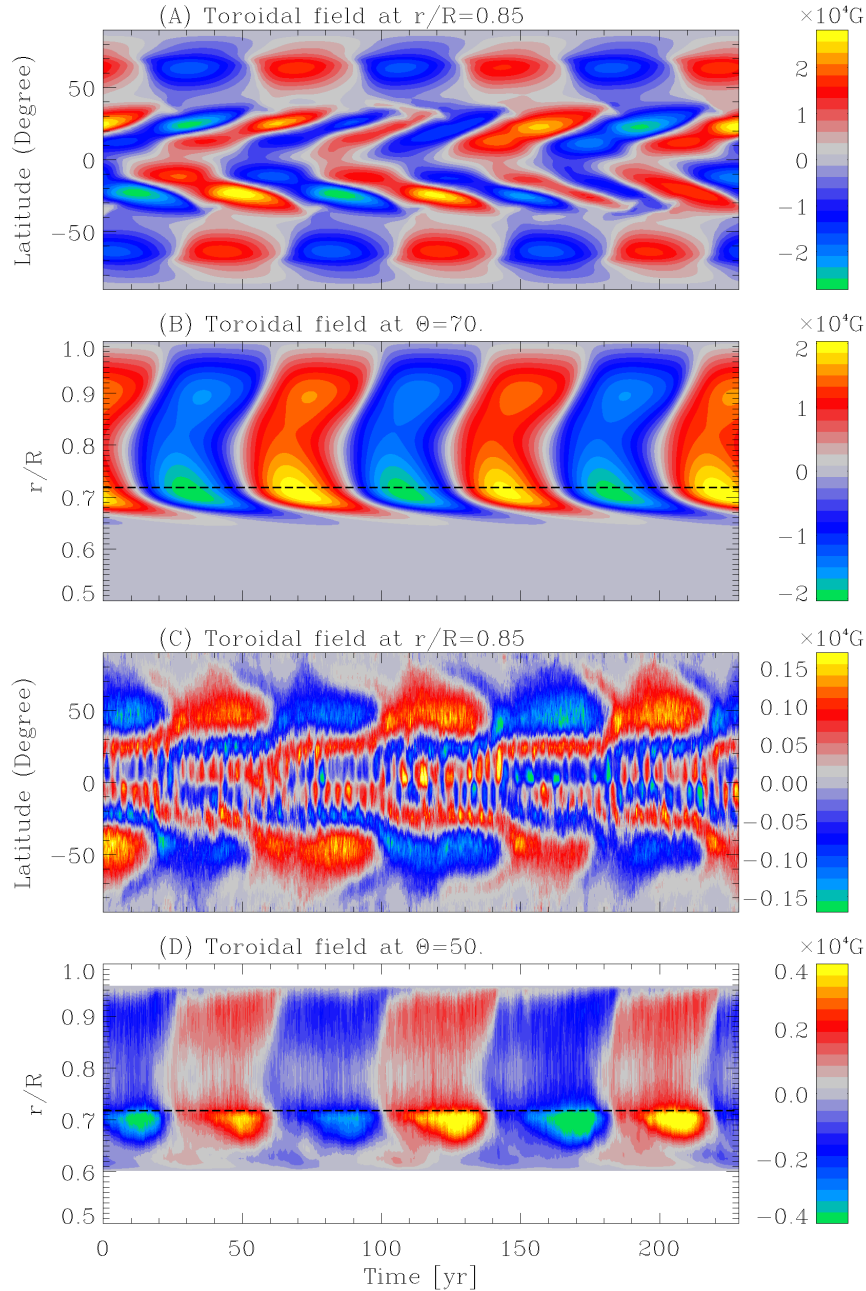 (A) Toroidal field at r/R=0.85
×10⁴G
Latitude (Degree)
50
0
−50
2
1
0
−1
−2
(B) Toroidal field at Θ=70.
×10⁴G
r/R
1.0
0.9
0.8
0.7
0.6
0.5
2
1
0
−1
−2
(C) Toroidal field at r/R=0.85
×10⁴G
Latitude (Degree)
50
0
−50
0.15
0.10
0.05
0.00
−0.05
−0.10
−0.15
(D) Toroidal field at Θ=50.
×10⁴G
r/R
1.0
0.9
0.8
0.7
0.6
0.5
0.4
0.2
0.0
−0.2
−0.4
0 50 100 150 200
Time [yr]